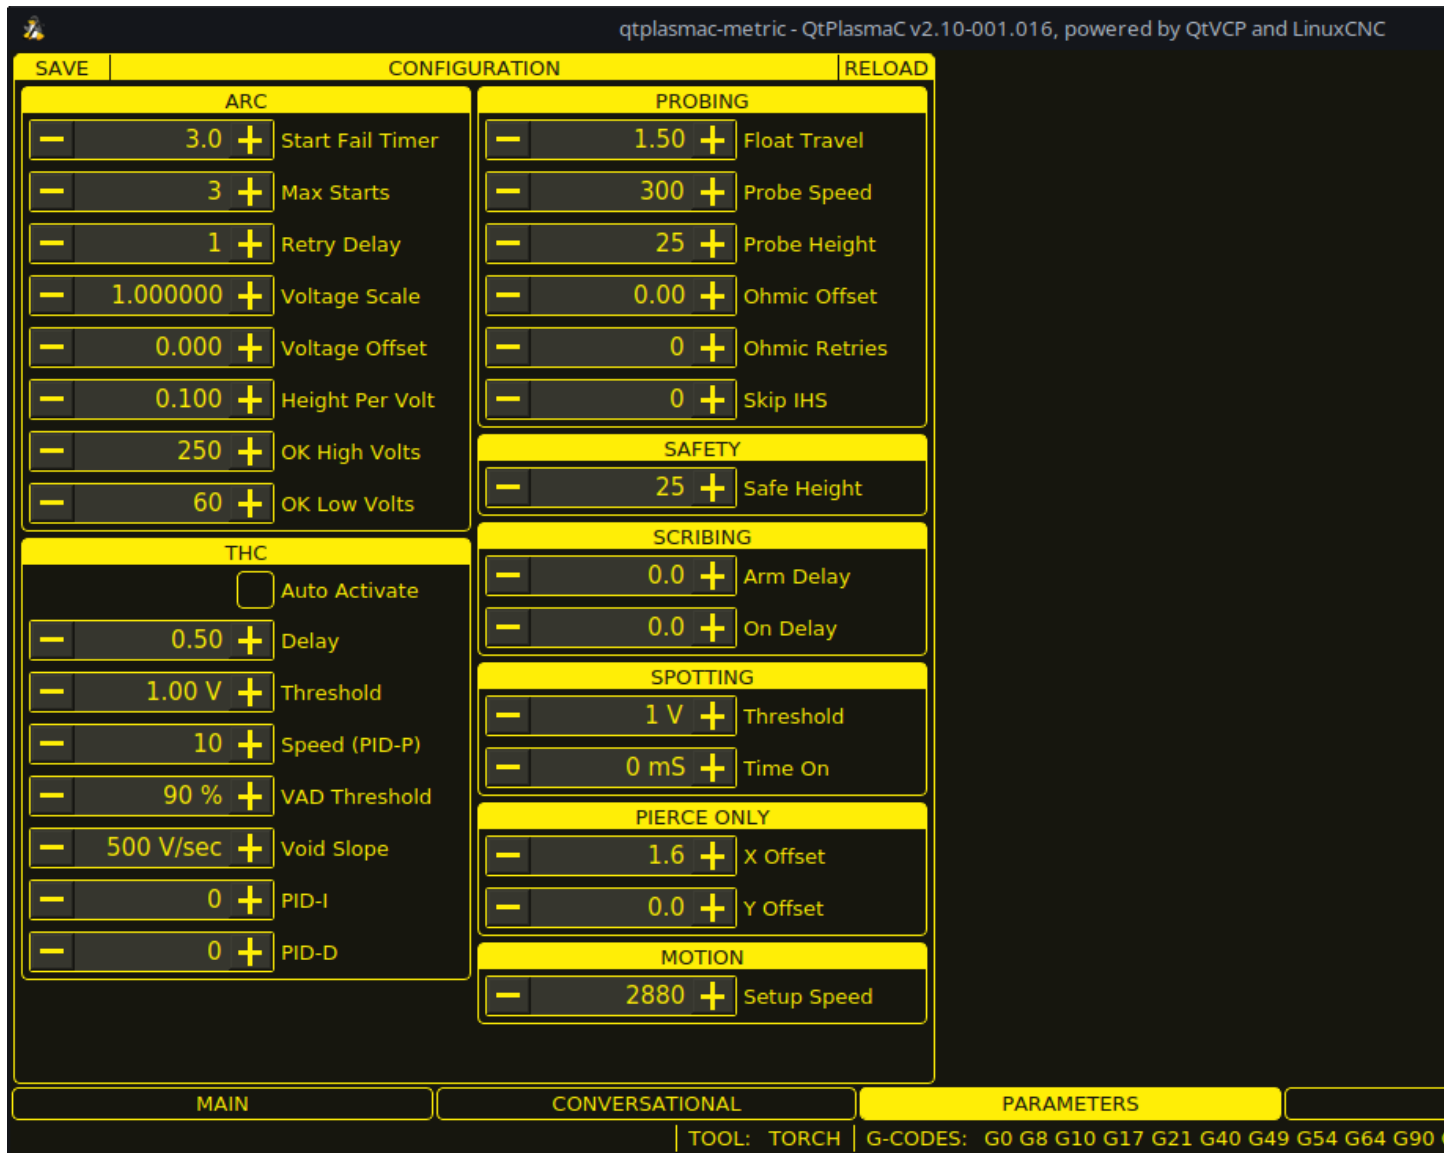 qtplasmac-metric - QtPlasmaC v2.10-001.016, powered by QtVCP and LinuxCNC
SAVE CONFIGURATION RELOAD
ARC
3.0 Start Fail Timer
3 Max Starts
1 Retry Delay
1.000000 Voltage Scale
0.000 Voltage Offset
0.100 Height Per Volt
250 OK High Volts
60 OK Low Volts
THC
Auto Activate
0.50 Delay
1.00 V Threshold
10 Speed (PID-P)
90 % VAD Threshold
500 V/sec Void Slope
0 PID-I
0 PID-D
PROBING
1.50 Float Travel
300 Probe Speed
25 Probe Height
0.00 Ohmic Offset
0 Ohmic Retries
0 Skip IHS
SAFETY
25 Safe Height
SCRIBING
0.0 Arm Delay
0.0 On Delay
SPOTTING
1 V Threshold
0 mS Time On
PIERCE ONLY
1.6 X Offset
0.0 Y Offset
MOTION
2880 Setup Speed
MAIN CONVERSATIONAL PARAMETERS
TOOL: TORCH G-CODES: G0 G8 G10 G17 G21 G40 G49 G54 G64 G90